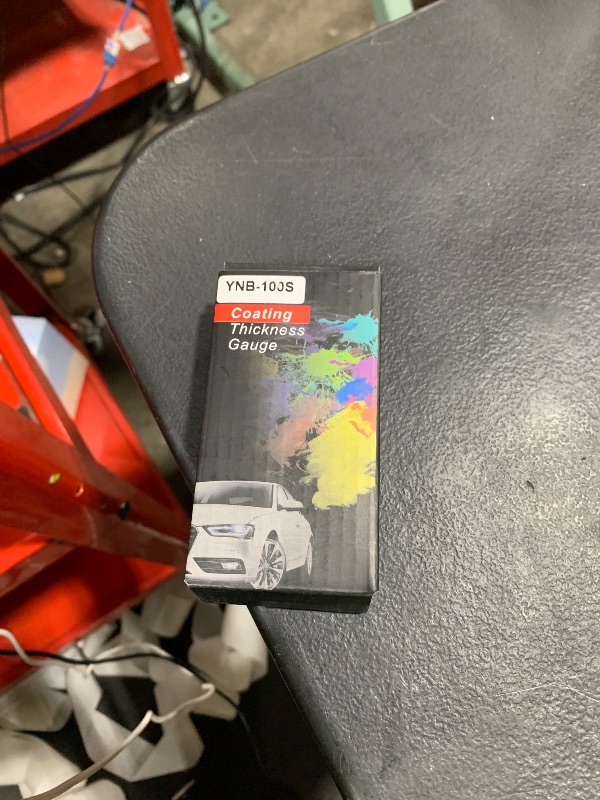 YNB-100S
Coating
Thickness
Gauge